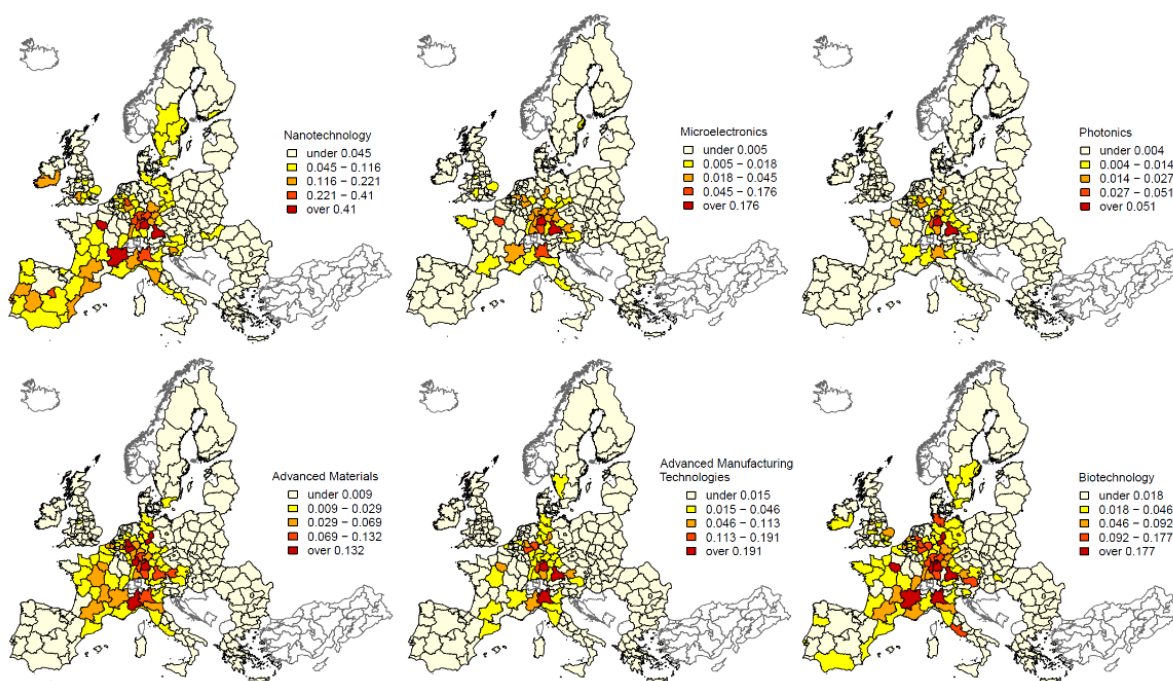 Nanotechnology
under 0.045
0.045 – 0.116
0.116 – 0.221
0.221 – 0.41
over 0.41
Microelectronics
under 0.005
0.005 – 0.018
0.018 – 0.045
0.045 – 0.176
over 0.176
Photonics
under 0.004
0.004 – 0.014
0.014 – 0.027
0.027 – 0.051
over 0.051
Advanced Materials
under 0.009
0.009 – 0.029
0.029 – 0.069
0.069 – 0.132
over 0.132
Advanced Manufacturing
Technologies
under 0.015
0.015 – 0.046
0.046 – 0.113
0.113 – 0.191
over 0.191
Biotechnology
under 0.018
0.018 – 0.046
0.046 – 0.092
0.092 – 0.177
over 0.177